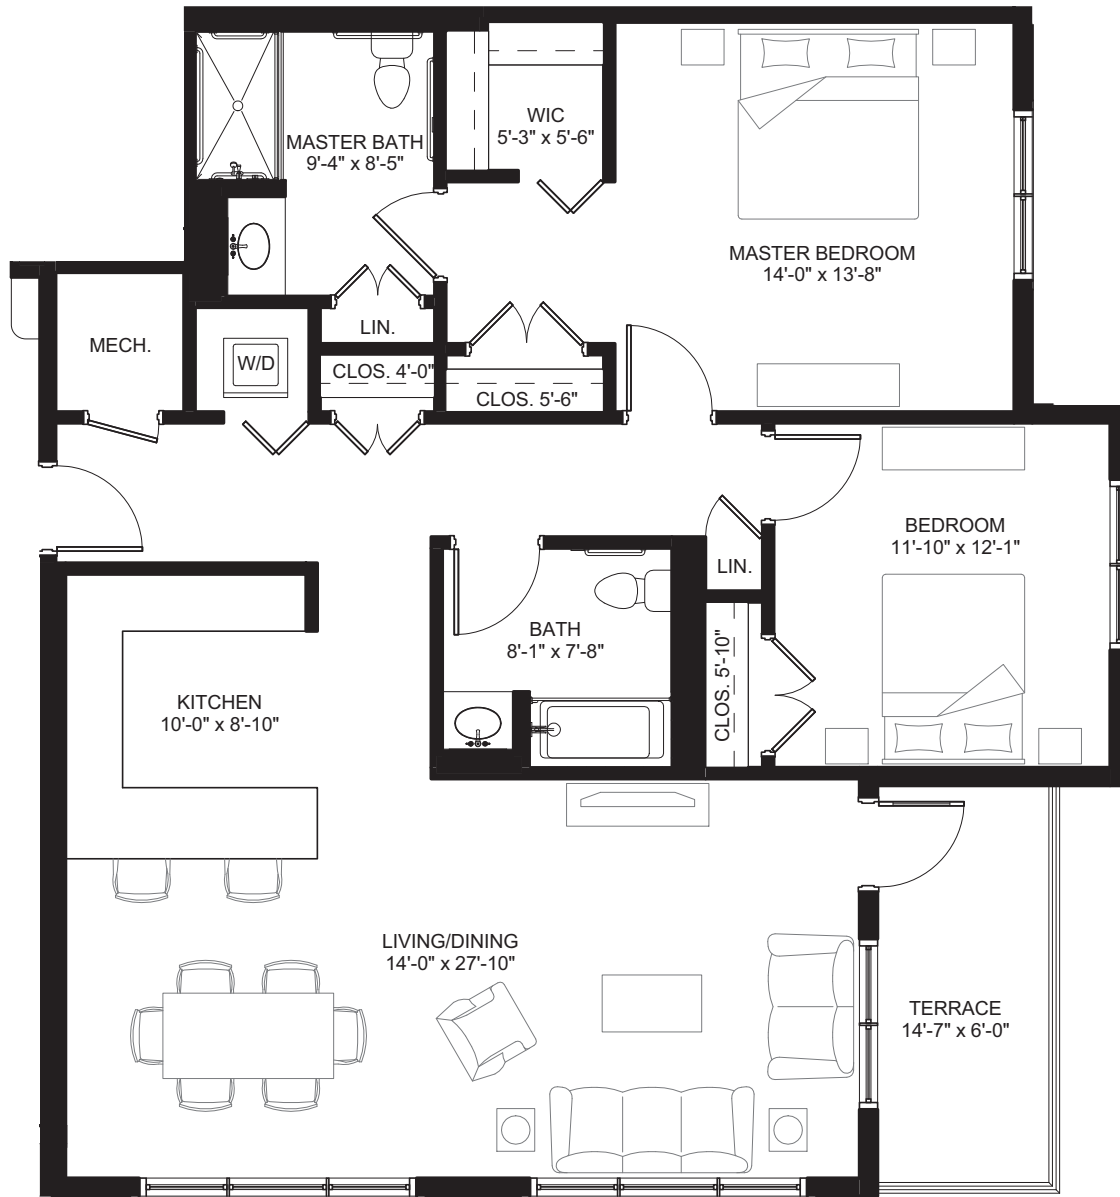 MASTER BATH
9'-4" x 8'-5"
WIC
5'-3" x 5'-6"
MASTER BEDROOM
14'-0" x 13'-8"
MECH.
W/D
LIN.
CLOS. 4'-0"
CLOS. 5'-6"
BEDROOM
11'-10" x 12'-1"
LIN.
BATH
8'-1" x 7'-8"
CLOS. 5'-10"
KITCHEN
10'-0" x 8'-10"
LIVING/DINING
14'-0" x 27'-10"
TERRACE
14'-7" x 6'-0"